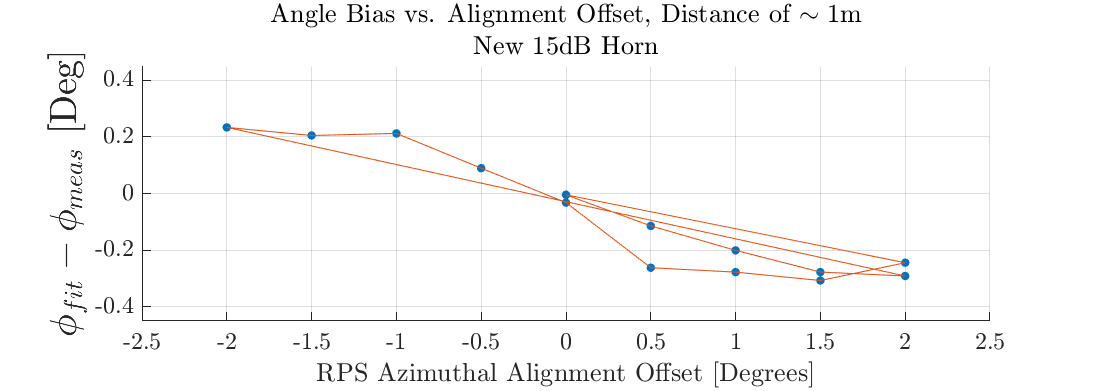 Angle Bias vs. Alignment Offset, Distance of ∼ 1m
New 15dB Horn
ϕ_fit − ϕ_meas [Deg]
0.4
0.2
0
-0.2
-0.4
-2.5 -2 -1.5 -1 -0.5 0 0.5 1 1.5 2 2.5
RPS Azimuthal Alignment Offset [Degrees]